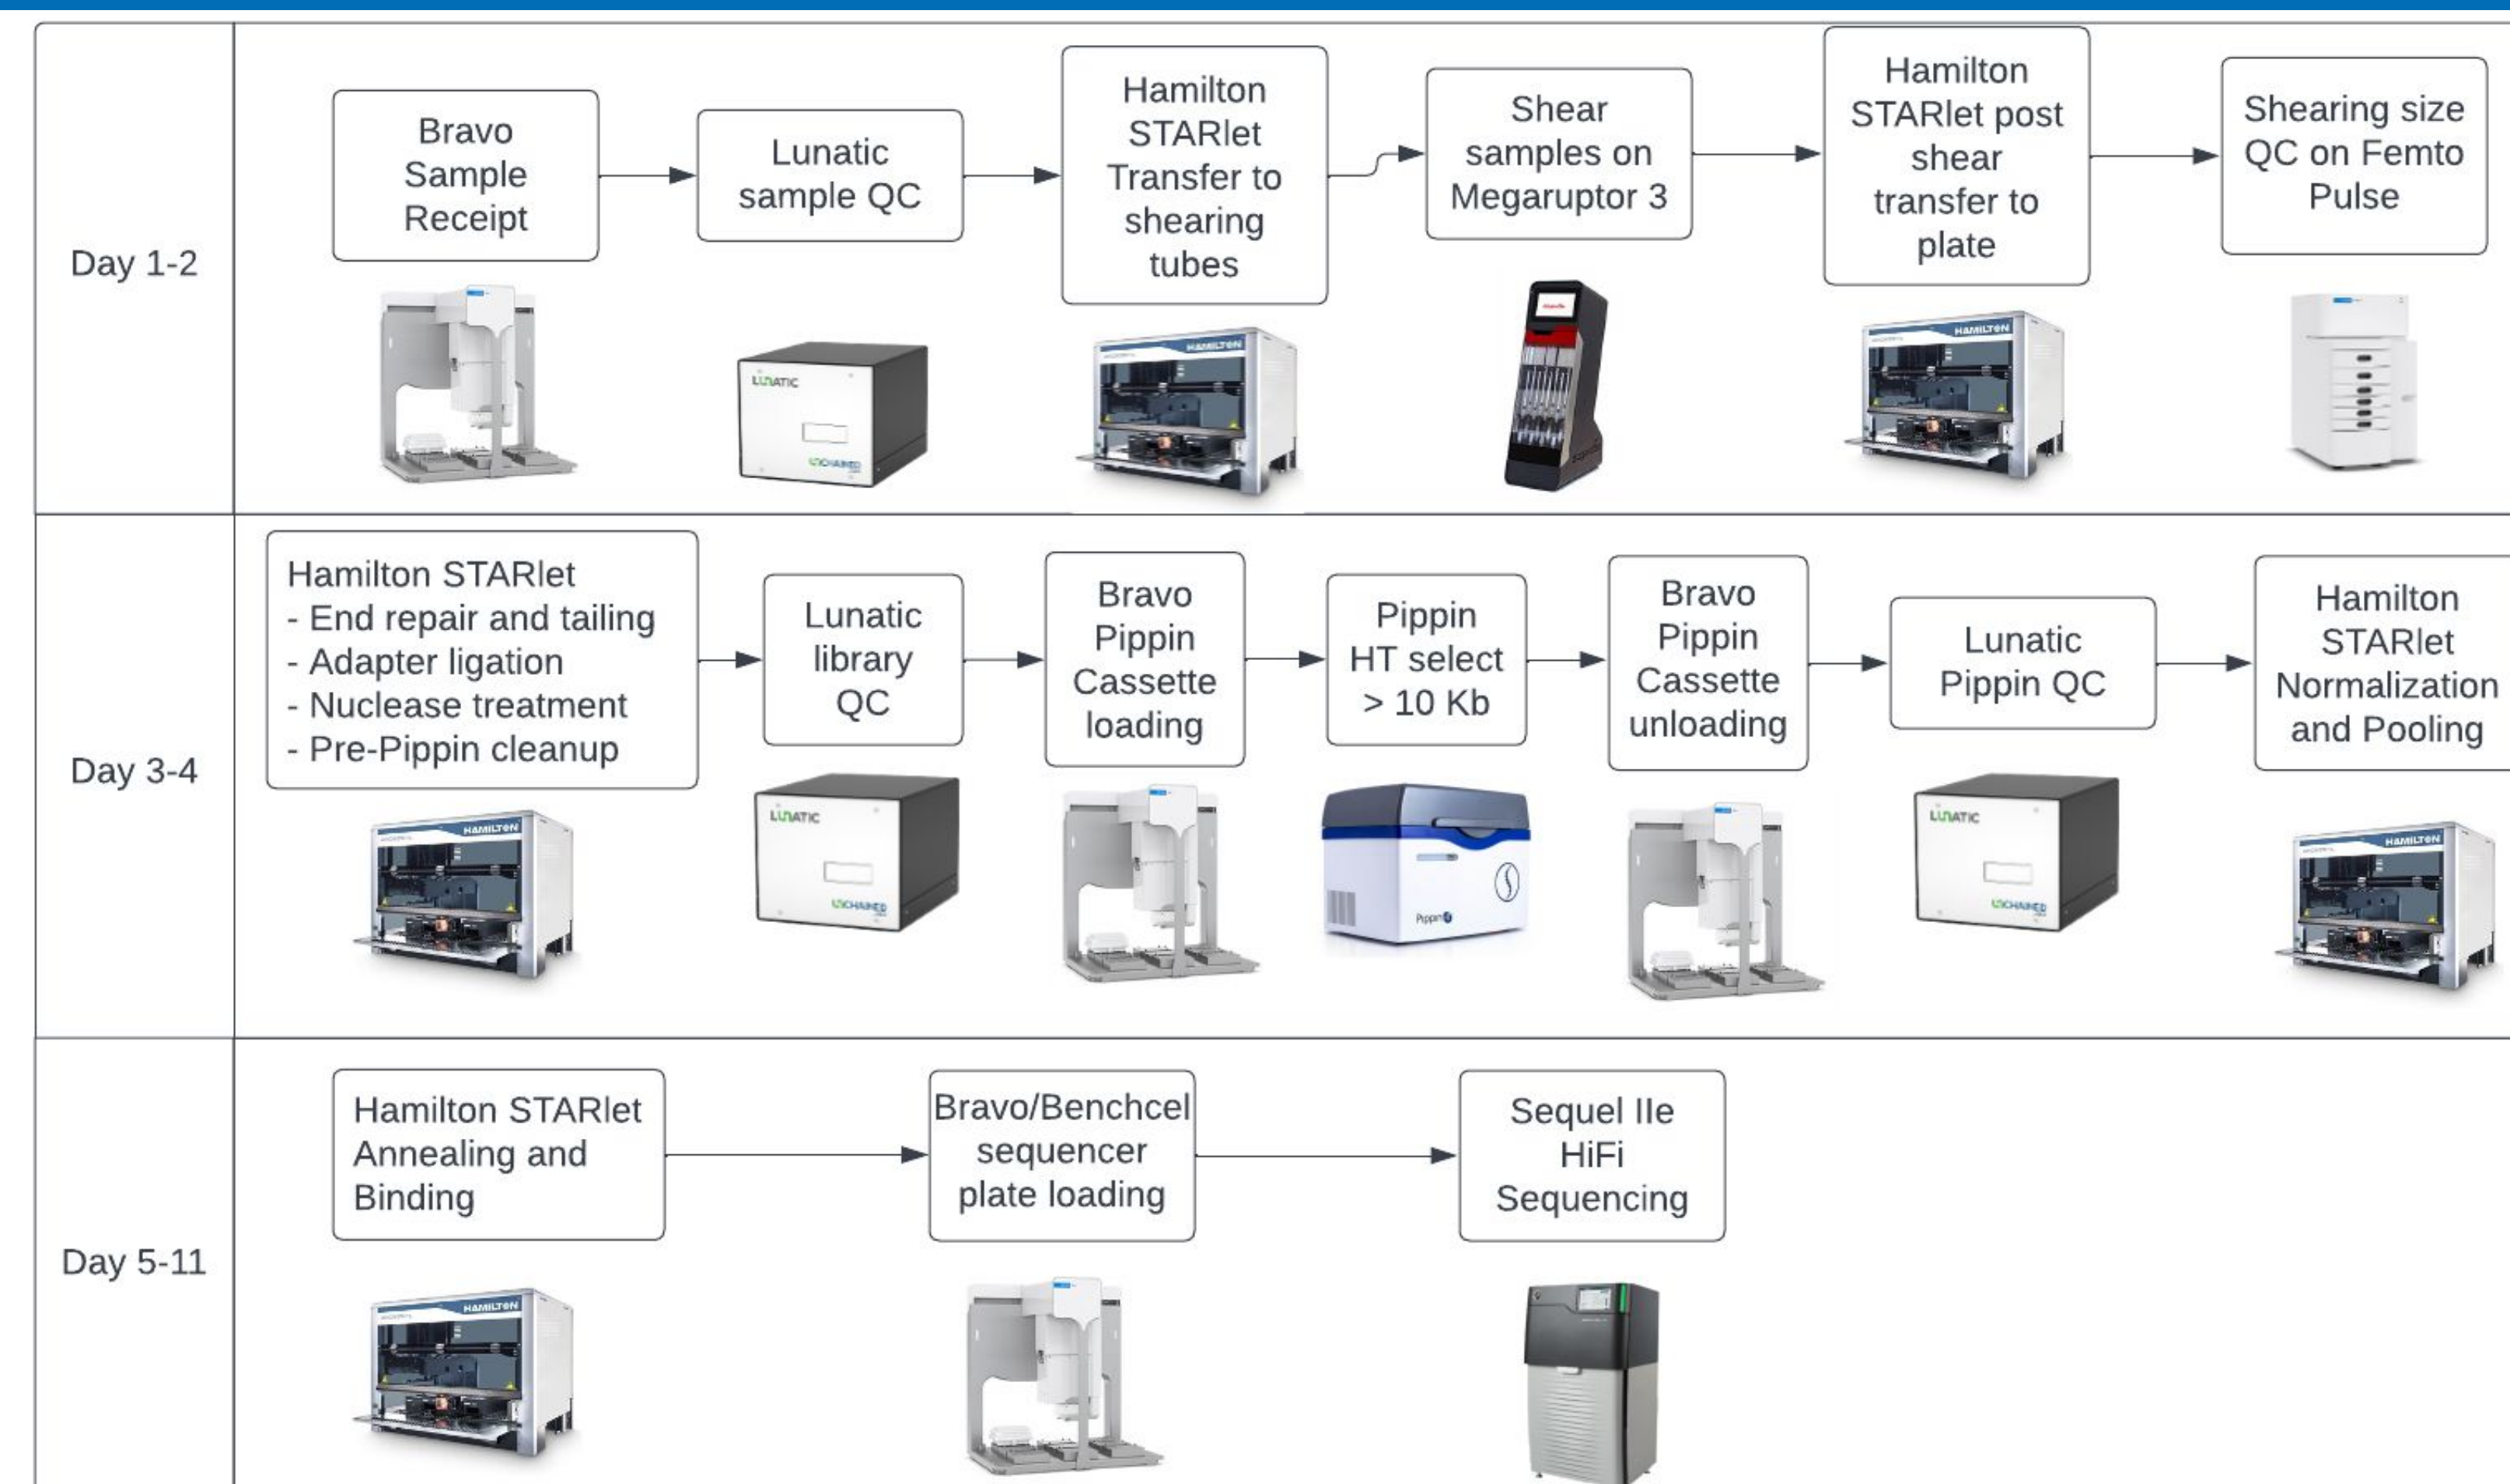 Day 1-2
Bravo
Sample
Receipt
Lunatic
sample QC
Hamilton
STARlet
Transfer to
shearing
tubes
Shear
samples on
Megaruptor 3
Hamilton
STARlet post
shear
transfer to
plate
Shearing size
QC on Femto
Pulse
LUNATIC
UNCHAINED
HAMILTON
HAMILTON
Day 3-4
Hamilton STARlet
- End repair and tailing
- Adapter ligation
- Nuclease treatment
- Pre-Pippin cleanup
Lunatic
library
QC
Bravo
Pippin
Cassette
loading
Pippin
HT select
> 10 Kb
Bravo
Pippin
Cassette
unloading
Lunatic
Pippin QC
Hamilton
STARlet
Normalization
and Pooling
HAMILTON
LUNATIC
UNCHAINED
Pippin
LUNATIC
UNCHAINED
HAMILTON
Day 5-11
Hamilton STARlet
Annealing and
Binding
Bravo/Benchcel
sequencer
plate loading
Sequel IIe
HiFi
Sequencing
HAMILTON